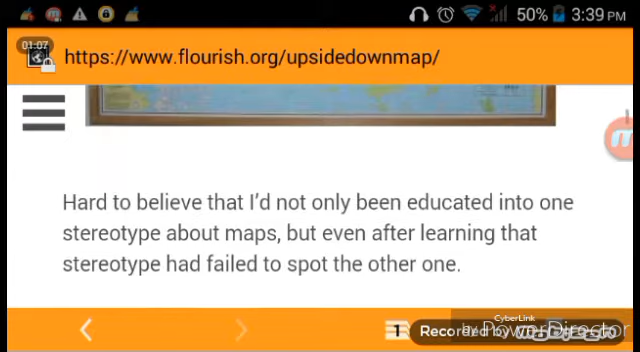 50% 3:39 PM
01:07
https://www.flourish.org/upsidedownmap/
Hard to believe that I'd not only been educated into one
stereotype about maps, but even after learning that
stereotype had failed to spot the other one.
1
CyberLink
Recorded by
by PowerDirector